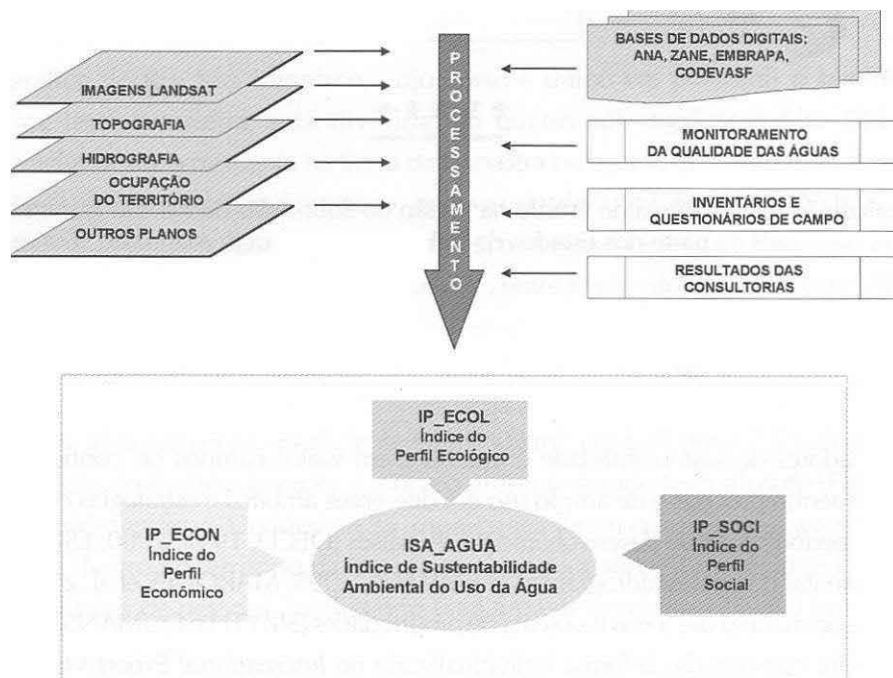 IMAGENS LANDSAT
TOPOGRAFIA
HIDROGRAFIA
OCUPAÇÃO
DO TERRITÓRIO
OUTROS PLANOS
PROCESSAMENTO
BASES DE DADOS DIGITAIS:
ANA, ZANE, EMBRAPA,
CODEVASF
MONITORAMENTO
DA QUALIDADE DAS ÁGUAS
INVENTÁRIOS E
QUESTIONÁRIOS DE CAMPO
RESULTADOS DAS
CONSULTORIAS
IP_ECOL
Índice do
Perfil Ecológico
IP_ECON
Índice do
Perfil
Econômico
ISA_AGUA
Índice de Sustentabilidade
Ambiental do Uso da Água
IP_SOCI
Índice do
Perfil
Social